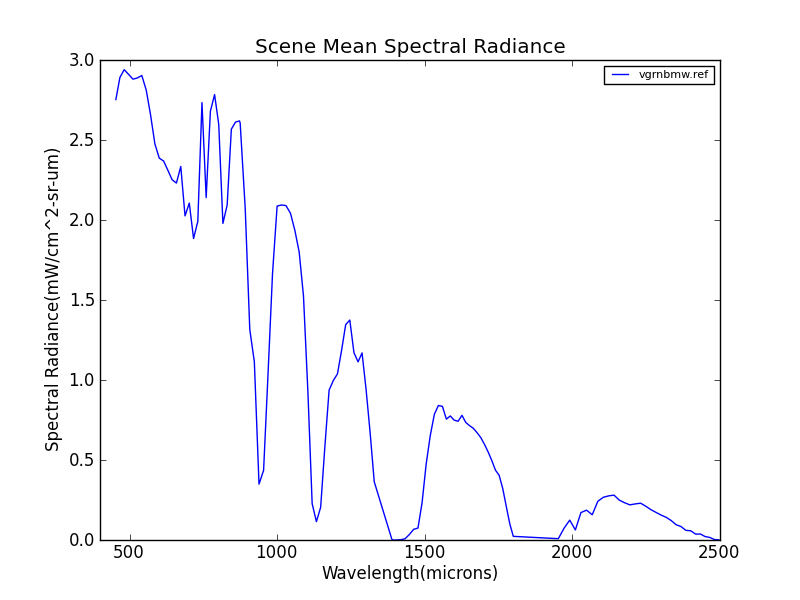 Scene Mean Spectral Radiance
vgrnbmw.ref
3.0
2.5
2.0
1.5
1.0
0.5
0.0
Spectral Radiance(mW/cm^2-sr-um)
500 1000 1500 2000 2500
Wavelength(microns)